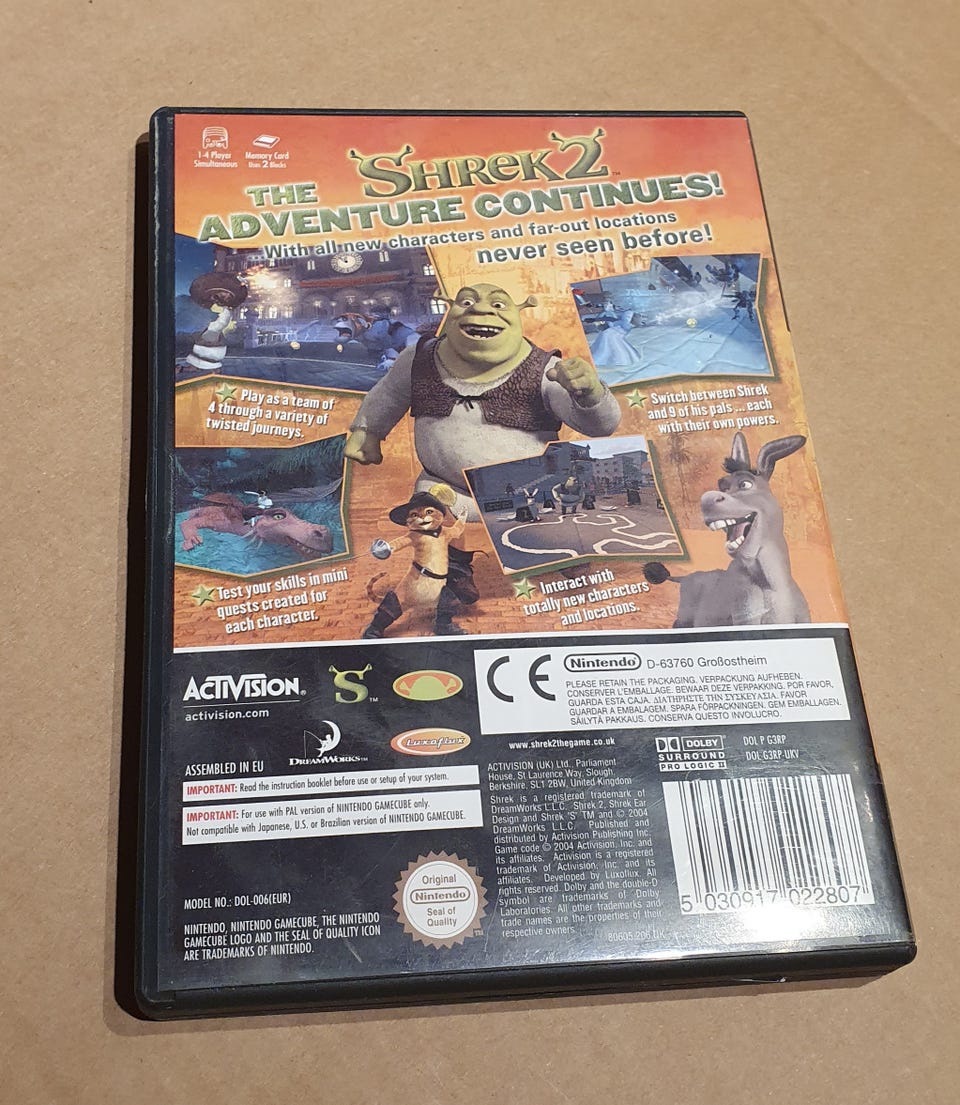 1-4 Player
Simultaneous
Memory Card
Uses 2 Blocks
SHREK 2™
THE
ADVENTURE CONTINUES!
...With all-new characters and far-out locations
never seen before!
Play as a team of
4 through a variety of
twisted journeys.
Switch between Shrek
and 9 of his pals ... each
with their own powers.
Test your skills in mini
quests created for
each character.
Interact with
totally new characters
and locations.
ACTIVISION®
activision.com
S™
DREAMWORKS™
Luxoflux
ASSEMBLED IN EU
IMPORTANT: Read the instruction booklet before use or setup of your system.
IMPORTANT: For use with PAL version of NINTENDO GAMECUBE only.
Not compatible with Japanese, U.S. or Brazilian version of NINTENDO GAMECUBE.
MODEL NO.: DOL-006(EUR)
NINTENDO, NINTENDO GAMECUBE, THE NINTENDO
GAMECUBE LOGO AND THE SEAL OF QUALITY ICON
ARE TRADEMARKS OF NINTENDO.
Original
Nintendo
Seal of
Quality
TM
CE
Nintendo D-63760 Großostheim
PLEASE RETAIN THE PACKAGING. VERPACKUNG AUFHEBEN.
CONSERVER L'EMBALLAGE. BEWAAR DEZE VERPAKKING. POR FAVOR,
GUARDA ESTA CAJA. ΔΙΑΤΗΡΗΣΤΕ ΤΗΝ ΣΥΣΚΕΥΑΣΙΑ. FAVOR
GUARDAR A EMBALAGEM. SPARA FÖRPACKNINGEN. GEM EMBALLAGEN.
SÄILYTÄ PAKKAUS. CONSERVA QUESTO INVOLUCRO.
www.shrek2thegame.co.uk
ACTIVISION (UK) Ltd., Parliament
House, St Laurence Way, Slough,
Berkshire, SL1 2BW, United Kingdom
Shrek is a registered trademark of
DreamWorks L.L.C. Shrek 2, Shrek Ear
Design and Shrek 'S' TM and © 2004
DreamWorks L.L.C. Published and
distributed by Activision Publishing Inc.
Game code © 2004 Activision, Inc. and
its affiliates. Activision is a registered
trademark of Activision, Inc. and its
affiliates. Developed by Luxoflux. All
rights reserved. Dolby and the double-D
symbol are trademarks of Dolby
Laboratories. All other trademarks and
trade names are the properties of their
respective owners.
80605.206.UK
DOLBY
SURROUND
PRO LOGIC II
DOL P G3RP
DOL-G3RP-UKV
5 030917 022807